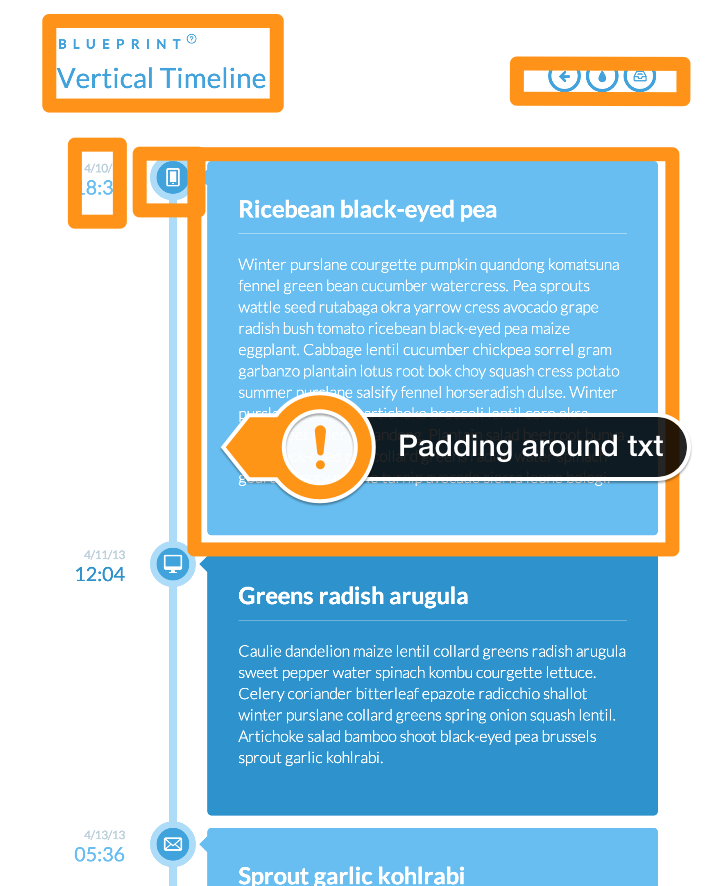 BLUEPRINT
Vertical Timeline
4/10/
18:3
Ricebean black-eyed pea
Winter purslane courgette pumpkin quandong komatsuna
fennel green bean cucumber watercress. Pea sprouts
wattle seed rutabaga okra yarrow cress avocado grape
radish bush tomato ricebean black-eyed pea maize
eggplant. Cabbage lentil cucumber chickpea sorrel gram
garbanzo plantain lotus root bok choy squash cress potato
summer purslane salsify fennel horseradish dulse. Winter
artichoke broccoli lentil corn okra
Padding around txt
4/11/13
12:04
Greens radish arugula
Caulie dandelion maize lentil collard greens radish arugula
sweet pepper water spinach kombu courgette lettuce.
Celery coriander bitterleaf epazote radicchio shallot
winter purslane collard greens spring onion squash lentil.
Artichoke salad bamboo shoot black-eyed pea brussels
sprout garlic kohlrabi.
4/13/13
05:36
Sprout garlic kohlrabi